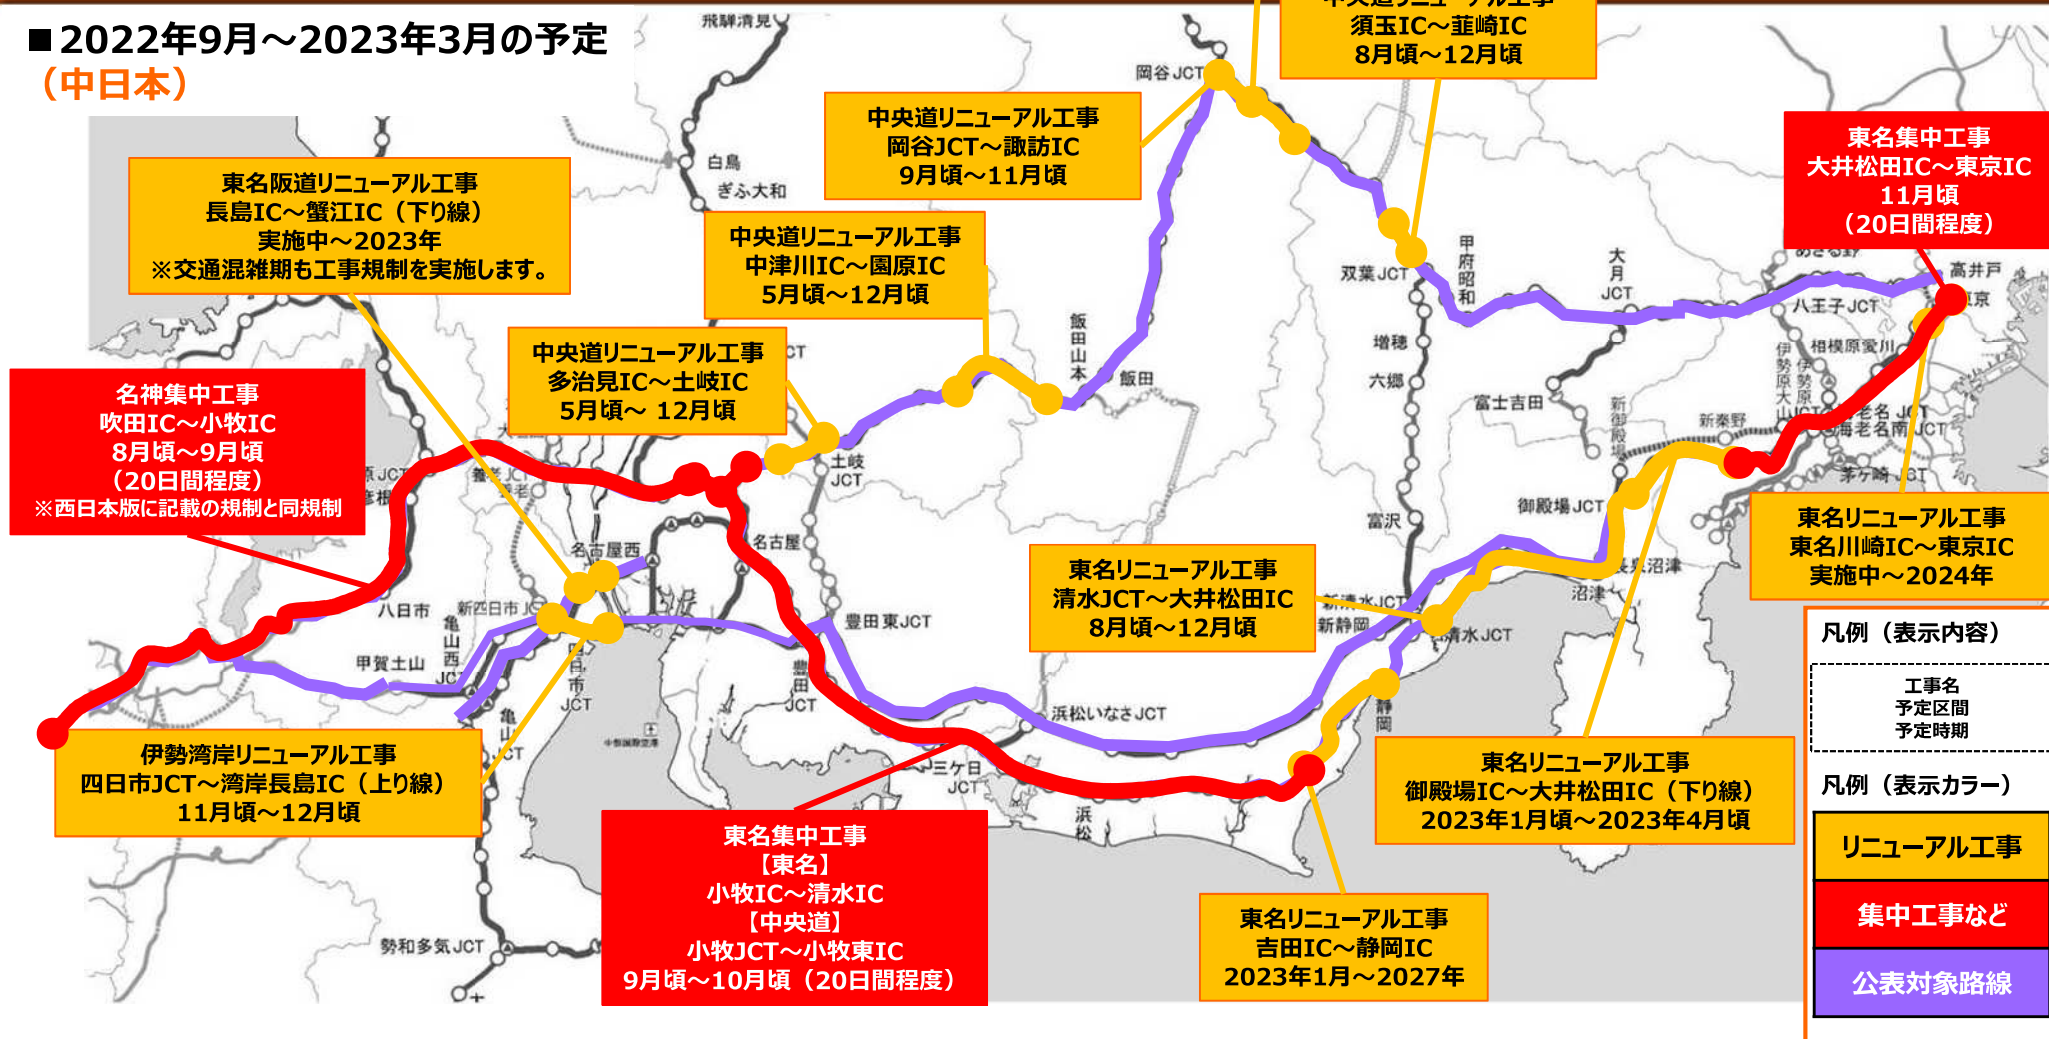 ■2022年9月～2023年3月の予定
（中日本）
須玉IC～韮崎IC
8月頃～12月頃
中央道リニューアル工事
岡谷JCT～諏訪IC
9月頃～11月頃
東名集中工事
大井松田IC～東京IC
11月頃
（20日間程度）
東名阪道リニューアル工事
長島IC～蟹江IC（下り線）
実施中～2023年
※交通混雑期も工事規制を実施します。
中央道リニューアル工事
中津川IC～園原IC
5月頃～12月頃
中央道リニューアル工事
多治見IC～土岐IC
5月頃～ 12月頃
名神集中工事
吹田IC～小牧IC
8月頃～9月頃
（20日間程度）
※西日本版に記載の規制と同規制
東名リニューアル工事
東名川崎IC～東京IC
実施中～2024年
東名リニューアル工事
清水JCT～大井松田IC
8月頃～12月頃
伊勢湾岸リニューアル工事
四日市JCT～湾岸長島IC（上り線）
11月頃～12月頃
東名リニューアル工事
御殿場IC～大井松田IC（下り線）
2023年1月頃～2023年4月頃
東名集中工事
【東名】
小牧IC～清水IC
【中央道】
小牧JCT～小牧東IC
9月頃～10月頃（20日間程度）
東名リニューアル工事
吉田IC～静岡IC
2023年1月～2027年
凡例（表示内容）
工事名
予定区間
予定時期
凡例（表示カラー）
リニューアル工事
集中工事など
公表対象路線
飛騨清見
白鳥
ぎふ大和
岡谷JCT
双葉JCT
甲府昭和
大月JCT
高井戸
八王子JCT
相模原愛川
伊勢原大山
増穂
六郷
富士吉田
新御殿場
新秦野
海老名南JCT
茅ヶ崎JCT
富沢
御殿場JCT
沼津
新静岡
清水JCT
静岡
飯田山本
飯田
土岐JCT
名古屋
名古屋西
豊田東JCT
豊田JCT
浜松いなさJCT
三ケ日JCT
浜松
八日市
甲賀土山
亀山西JCT
新四日市J
四日市JCT
勢和多気JCT